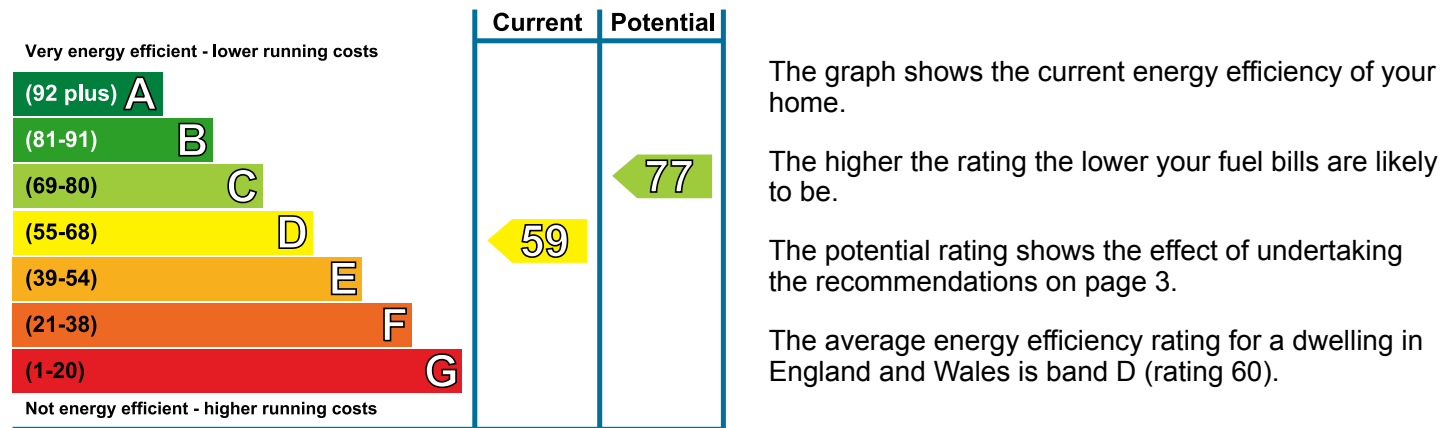 Current Potential
Very energy efficient - lower running costs
(92 plus) A
(81-91) B
(69-80) C
(55-68) D
(39-54) E
(21-38) F
(1-20) G
Not energy efficient - higher running costs
59
77
The graph shows the current energy efficiency of your
home.
The higher the rating the lower your fuel bills are likely
to be.
The potential rating shows the effect of undertaking
the recommendations on page 3.
The average energy efficiency rating for a dwelling in
England and Wales is band D (rating 60).